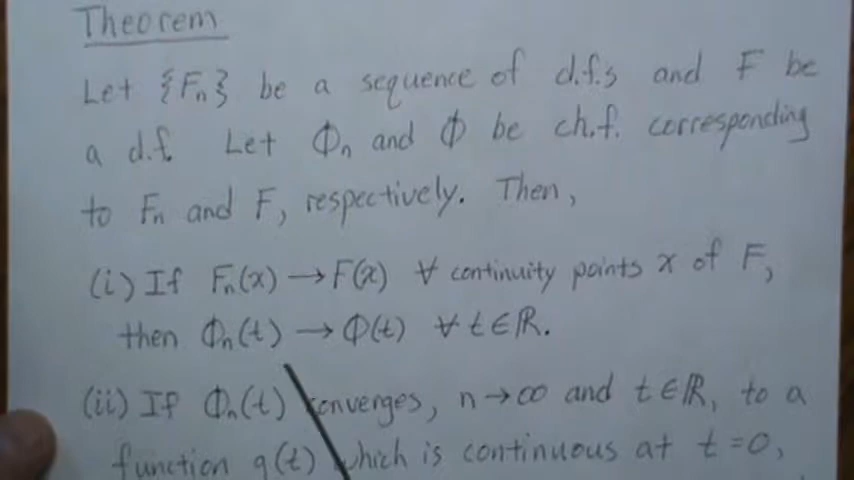 Theorem
Let {Fn} be a sequence of d.f.s and F be
a d.f. Let Φn and Φ be ch.f. corresponding
to Fn and F, respectively. Then,
(i) If Fn(x) → F(x) ∀ continuity points x of F,
then Φn(t) → Φ(t) ∀ t∈ℝ.
(ii) If Φn(t) converges, n→∞ and t∈ℝ, to a
function g(t) which is continuous at t=0,